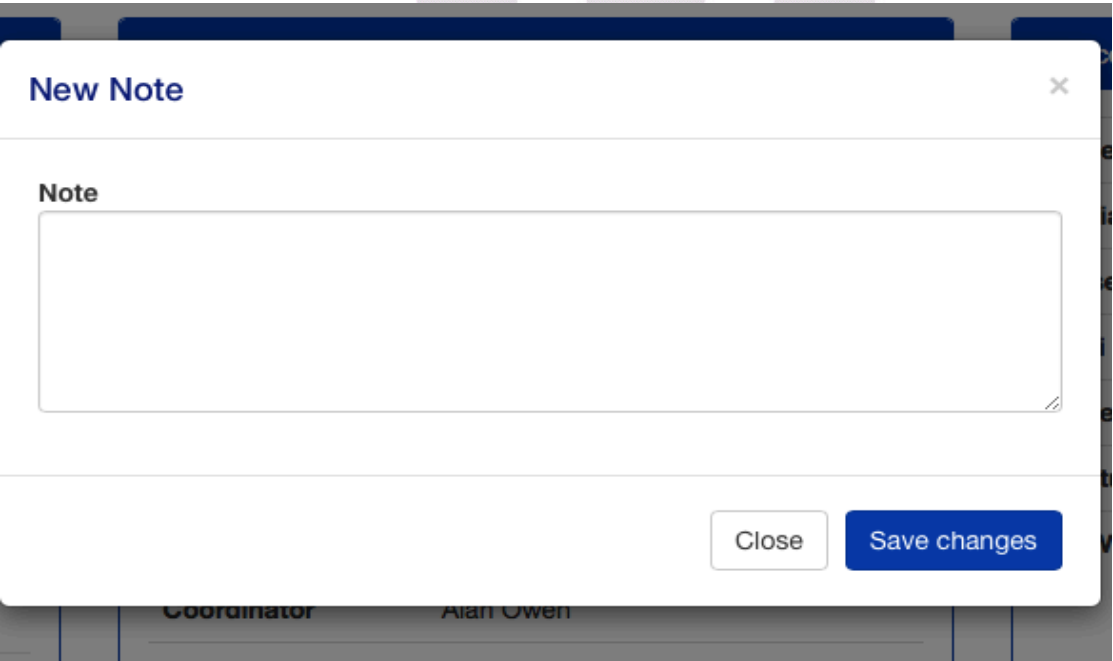 New Note
×
Note
Close
Save changes
Coordinator
Alan Owen